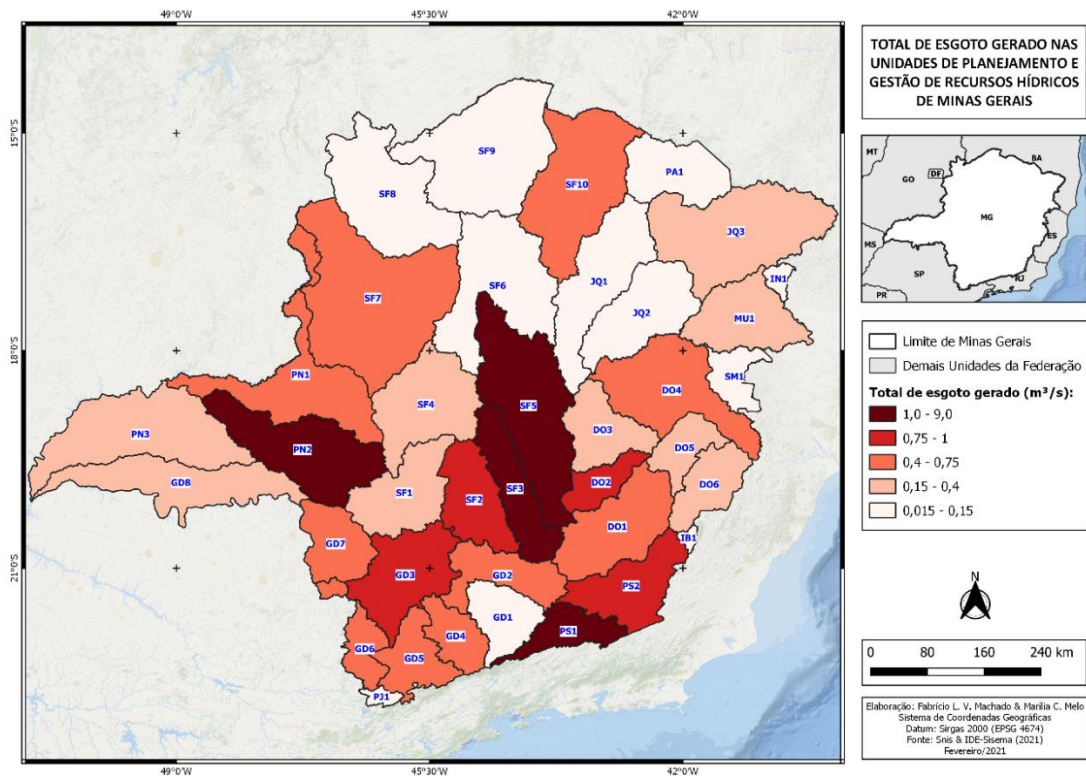 49°0'W
45°30'W
42°0'W
15°0'S
18°0'S
21°0'S
15°0'S
18°0'S
21°0'S
49°0'W
45°30'W
42°0'W
SF9
SF8
SF10
PA1
JQ3
IN1
JQ1
SF6
SF7
JQ2
MU1
PN1
SM1
DO4
SF4
SF5
PN3
DO3
PN2
DO5
GD8
DO2
DO6
SF1
SF2
SF3
DO1
IB1
GD7
GD3
GD2
PS2
GD1
PS1
GD4
GD6
GD5
PJ1
TOTAL DE ESGOTO GERADO NAS
UNIDADES DE PLANEJAMENTO E
GESTÃO DE RECURSOS HÍDRICOS
DE MINAS GERAIS
MT
BA
GO
DF
MG
MS
ES
SP
RJ
PR
Limite de Minas Gerais
Demais Unidades da Federação
Total de esgoto gerado (m³/s):
1,0 - 9,0
0,75 - 1
0,4 - 0,75
0,15 - 0,4
0,015 - 0,15
N
0 80 160 240 km
Elaboração: Fabrício L. V. Machado & Marília C. Melo
Sistema de Coordenadas Geográficas
Datum: Sirgas 2000 (EPSG 4674)
Fonte: Snis & IDE-Sisema (2021)
Fevereiro/2021